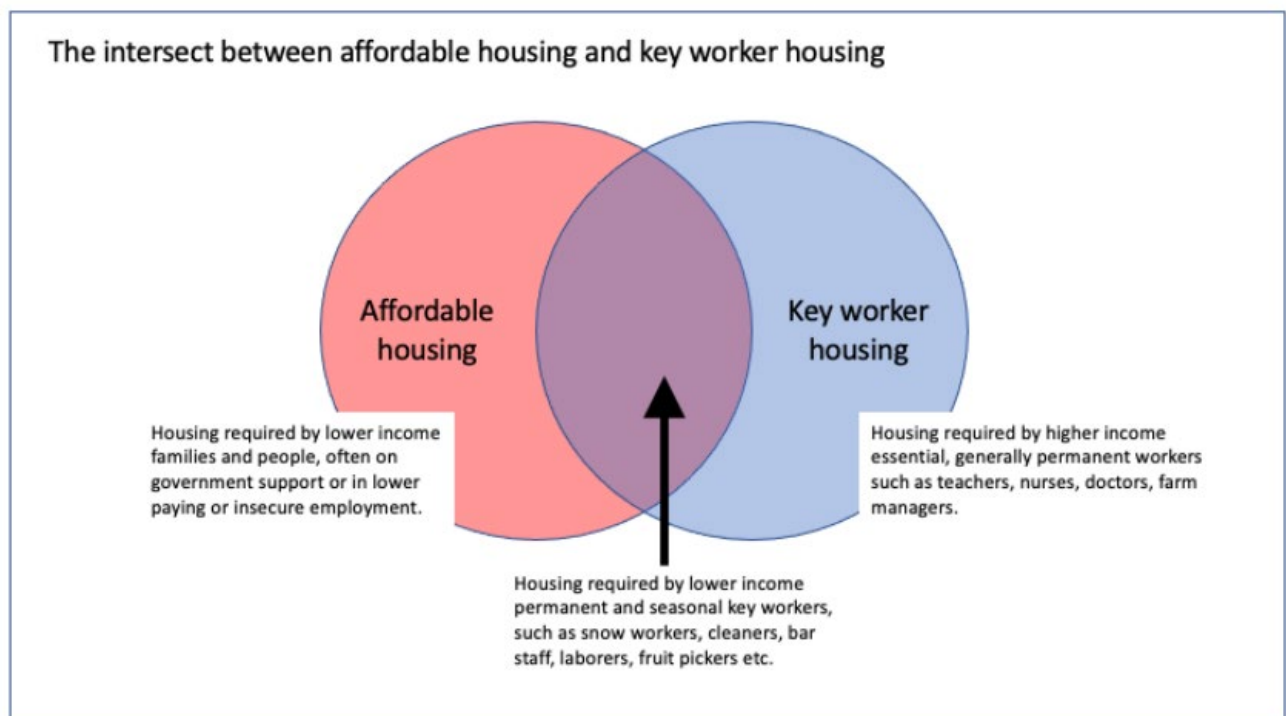 The intersect between affordable housing and key worker housing
Affordable
housing
Key worker
housing
Housing required by lower income
families and people, often on
government support or in lower
paying or insecure employment.
Housing required by higher income
essential, generally permanent workers
such as teachers, nurses, doctors, farm
managers.
Housing required by lower income
permanent and seasonal key workers,
such as snow workers, cleaners, bar
staff, laborers, fruit pickers etc.